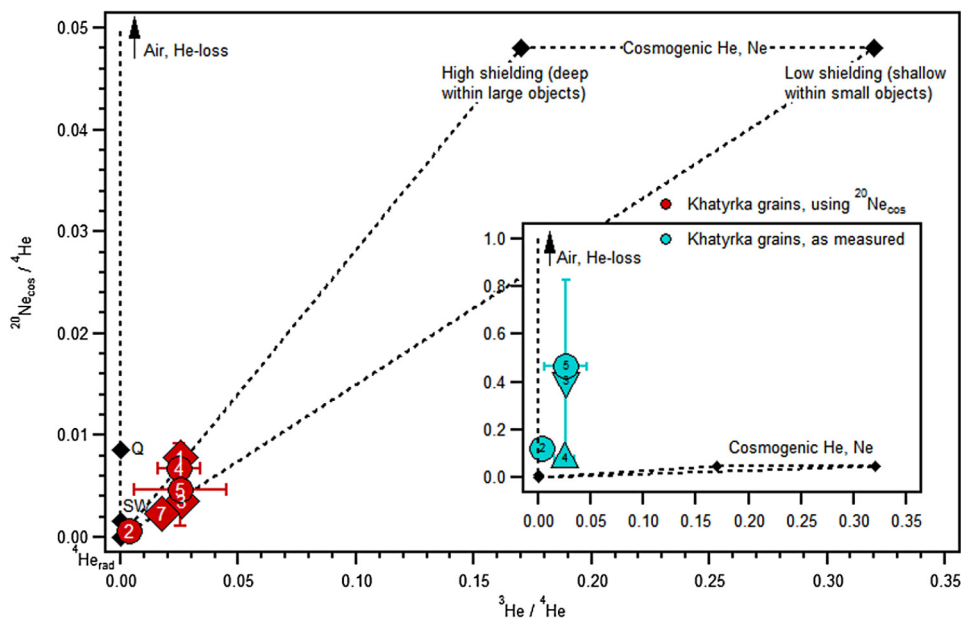 0.05
Air, He-loss
Cosmogenic He, Ne
High shielding (deep
within large objects)
Low shielding (shallow
within small objects)
0.04
0.03
0.02
0.01
0.00
²⁰Ne_cos / ⁴He
Khatyrka grains, using ²⁰Ne_cos
Khatyrka grains, as measured
1.0
Air, He-loss
0.8
0.6
0.4
0.2
0.0
5
3
2
4
Cosmogenic He, Ne
0.00 0.05 0.10 0.15 0.20 0.25 0.30 0.35
Q
SW
1
4
5
3
7
2
⁴He_rad
0.00 0.05 0.10 0.15 0.20 0.25 0.30 0.35
³He / ⁴He